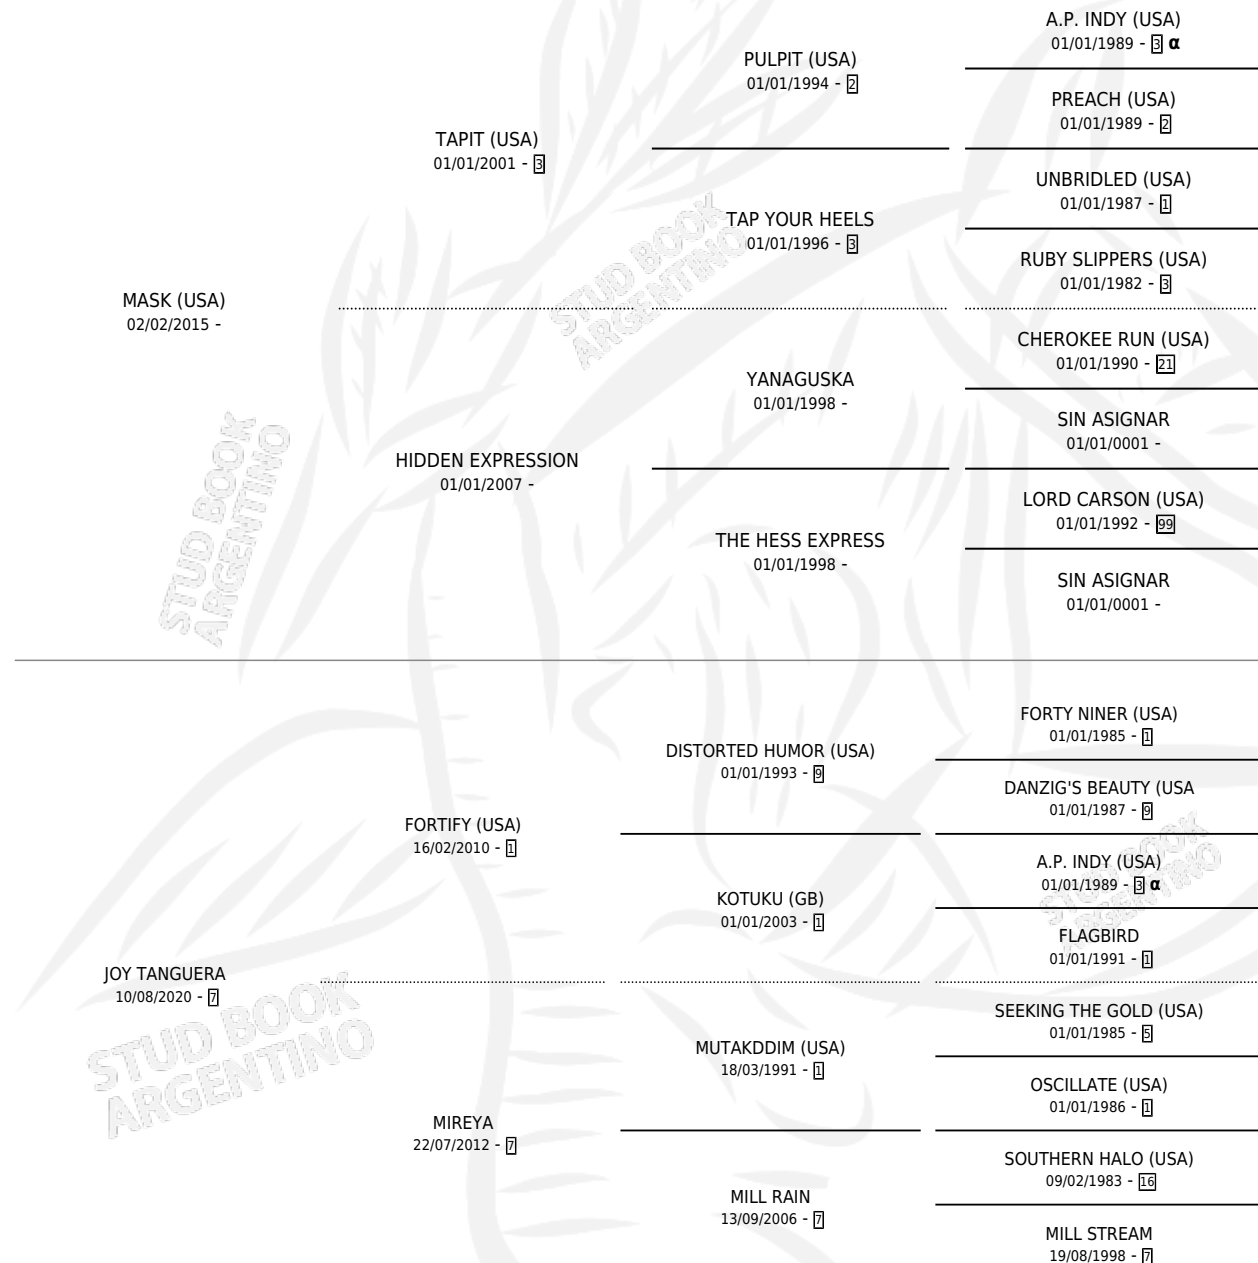 A.P. INDY (USA)
01/01/1989 - 3 α
PULPIT (USA)
01/01/1994 - 2
PREACH (USA)
01/01/1989 - 2
TAPIT (USA)
01/01/2001 - 3
UNBRIDLED (USA)
01/01/1987 - 1
TAP YOUR HEELS
01/01/1996 - 3
RUBY SLIPPERS (USA)
01/01/1982 - 3
MASK (USA)
02/02/2015 -
STUD BOOK
ARGENTINO
CHEROKEE RUN (USA)
01/01/1990 - 21
YANAGUSKA
01/01/1998 -
SIN ASIGNAR
01/01/0001 -
HIDDEN EXPRESSION
01/01/2007 -
LORD CARSON (USA)
01/01/1992 - 99
THE HESS EXPRESS
01/01/1998 -
SIN ASIGNAR
01/01/0001 -
STUD BOOK
ARGENTINO
FORTY NINER (USA)
01/01/1985 - 1
DISTORTED HUMOR (USA)
01/01/1993 - 9
DANZIG'S BEAUTY (USA
01/01/1987 - 9
FORTIFY (USA)
16/02/2010 - 1
A.P. INDY (USA)
01/01/1989 - 3 α
KOTUKU (GB)
01/01/2003 - 1
FLAGBIRD
01/01/1991 - 1
STUD BOOK
ARGENTINO
JOY TANGUERA
10/08/2020 - 7
SEEKING THE GOLD (USA)
01/01/1985 - 5
MUTAKDDIM (USA)
18/03/1991 - 1
OSCILLATE (USA)
01/01/1986 - 1
MIREYA
22/07/2012 - 7
SOUTHERN HALO (USA)
09/02/1983 - 16
MILL RAIN
13/09/2006 - 7
MILL STREAM
19/08/1998 - 7
STUD BOOK
ARGENTINO